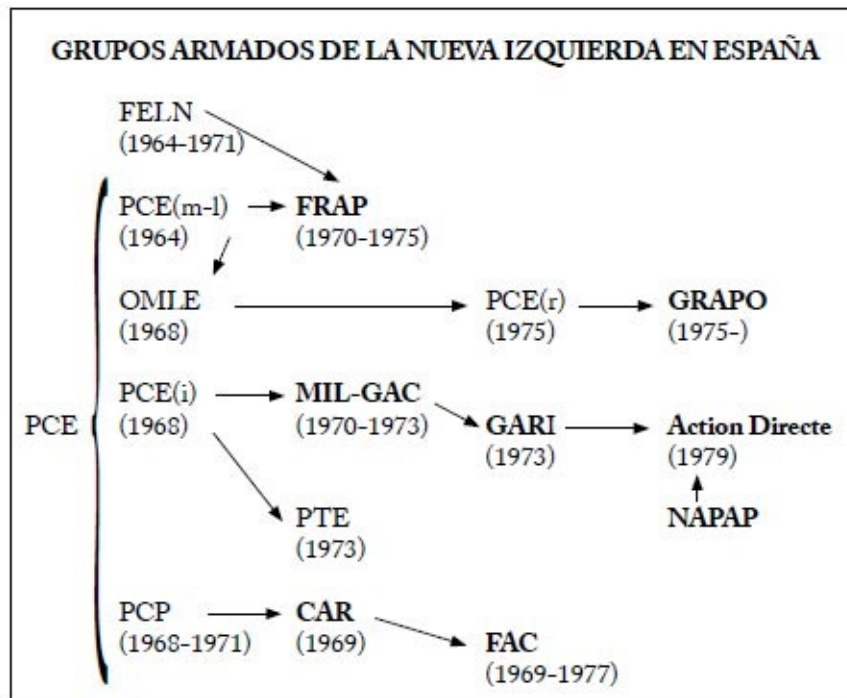 GRUPOS ARMADOS DE LA NUEVA IZQUIERDA EN ESPAÑA
FELN
(1964-1971)
PCE(m-l) FRAP
(1964) (1970-1975)
OMLE PCE(r) GRAPO
(1968) (1975) (1975-)
PCE(i) MIL-GAC
PCE (1968) (1970-1973) GARI Action Directe
(1973) (1979)
NAPAP
PTE
(1973)
PCP CAR
(1968-1971) (1969) FAC
(1969-1977)